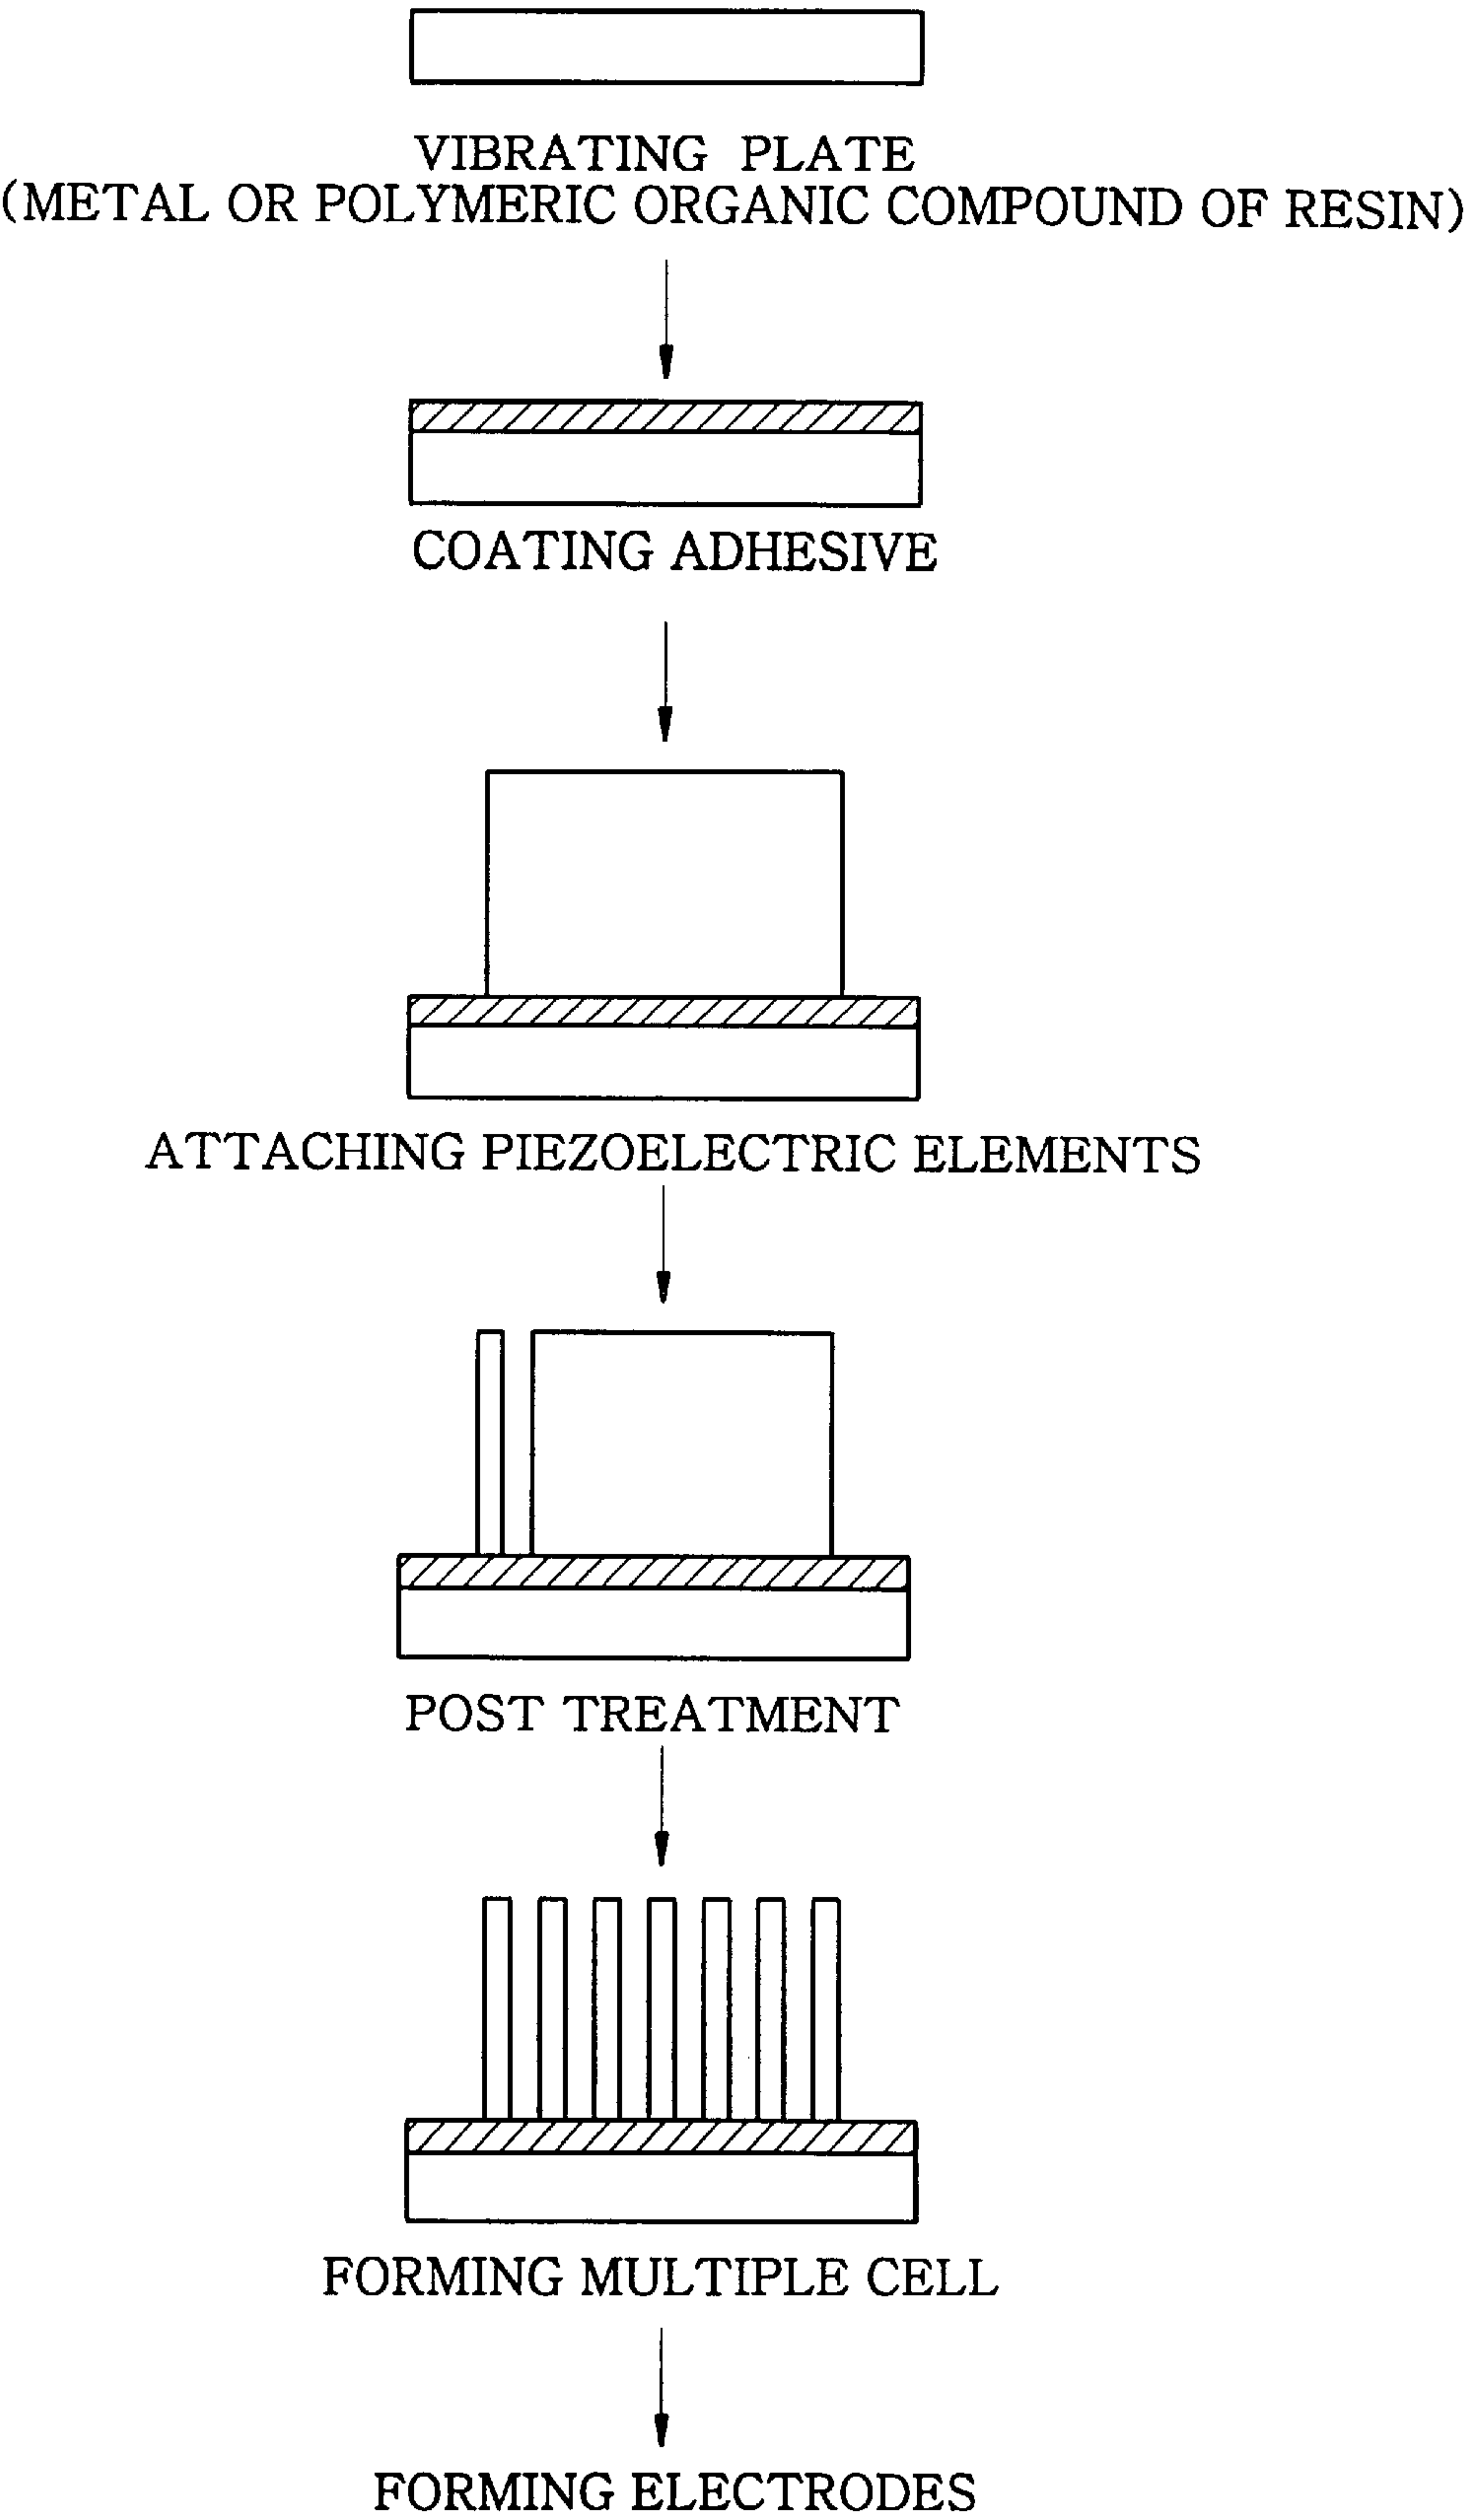 VIBRATING PLATE
(METAL OR POLYMERIC ORGANIC COMPOUND OF RESIN)
COATING ADHESIVE
ATTACHING PIEZOELECTRIC ELEMENTS
POST TREATMENT
FORMING MULTIPLE CELL
FORMING ELECTRODES